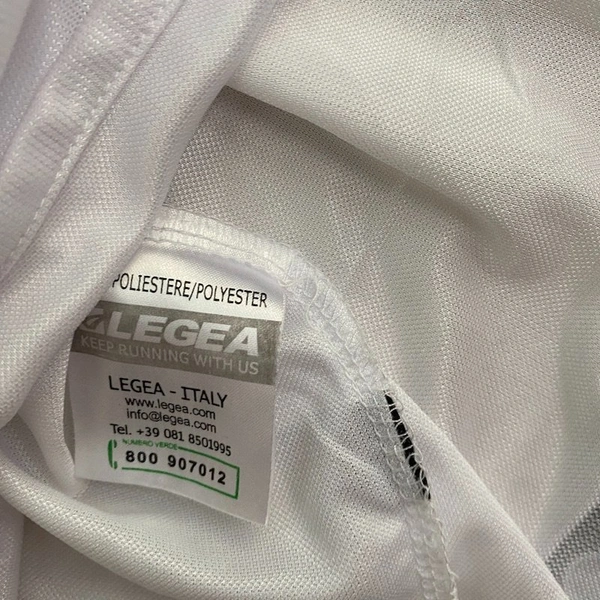 POLIESTERE/POLYESTER
LEGEA
KEEP RUNNING WITH US
LEGEA - ITALY
www.legea.com
info@legea.com
Tel. +39 081 8501995
NUMERO VERDE
800 907012